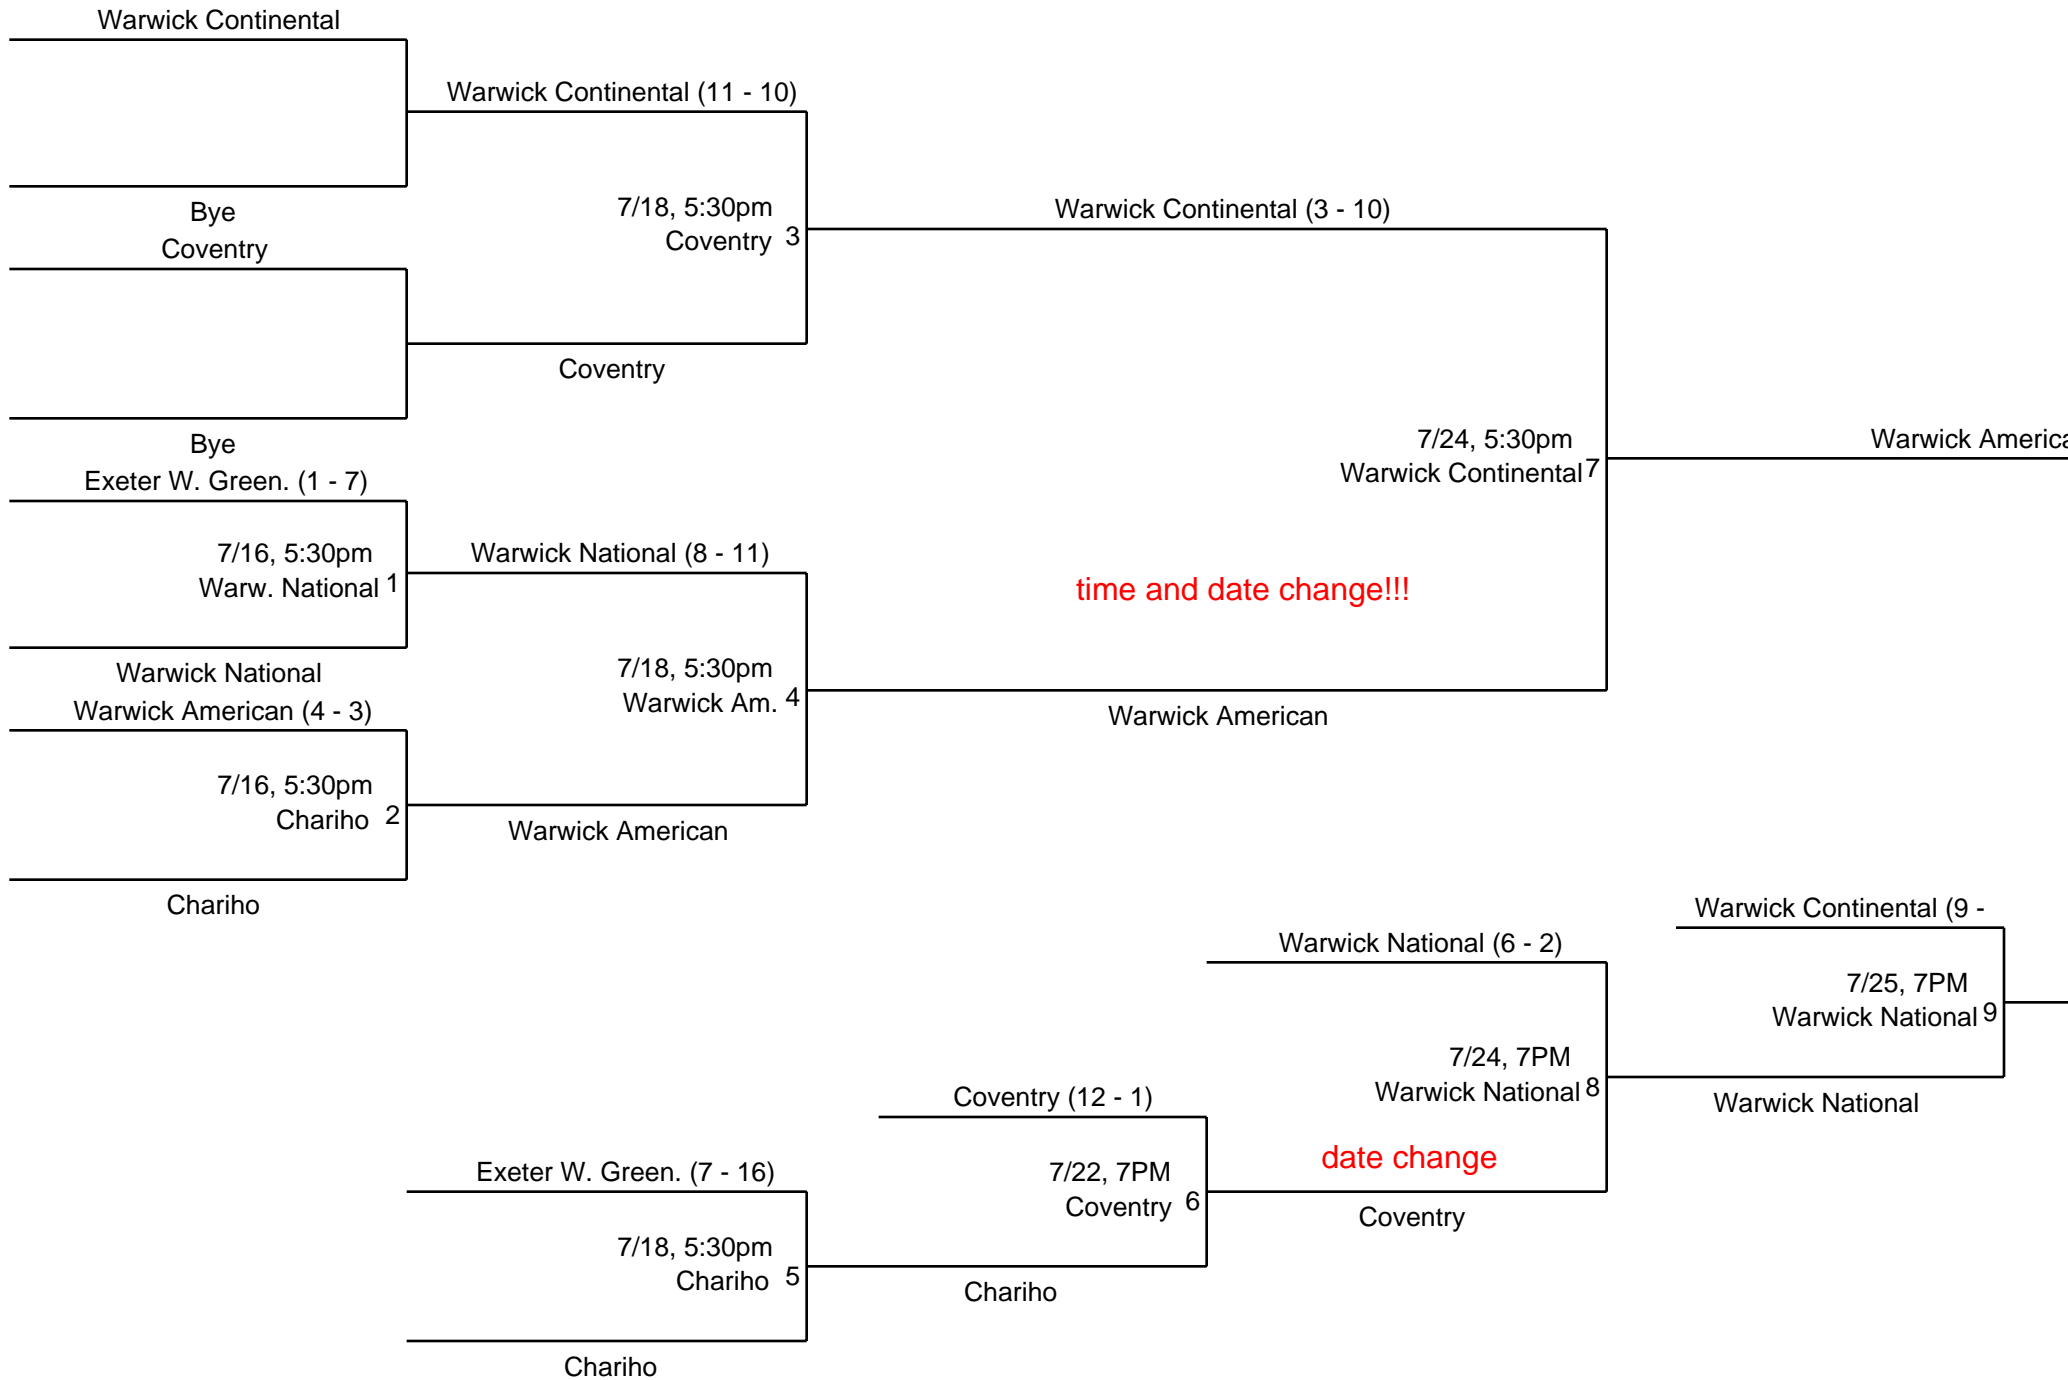 Warwick Continental
Warwick Continental (11 - 10)
Bye
7/18, 5:30pm
Coventry 3
Warwick Continental (3 - 10)
Coventry
Coventry
Bye
7/24, 5:30pm
Warwick Continental 7
Warwick America
Exeter W. Green. (1 - 7)
7/16, 5:30pm
Warw. National 1
Warwick National (8 - 11)
time and date change!!!
Warwick National
7/18, 5:30pm
Warwick Am. 4
Warwick American (4 - 3)
Warwick American
7/16, 5:30pm
Chariho 2
Warwick American
Chariho
Warwick Continental (9 -
Warwick National (6 - 2)
7/25, 7PM
Warwick National 9
7/24, 7PM
Warwick National 8
Coventry (12 - 1)
Warwick National
date change
Exeter W. Green. (7 - 16)
7/22, 7PM
Coventry 6
Coventry
7/18, 5:30pm
Chariho 5
Chariho
Chariho